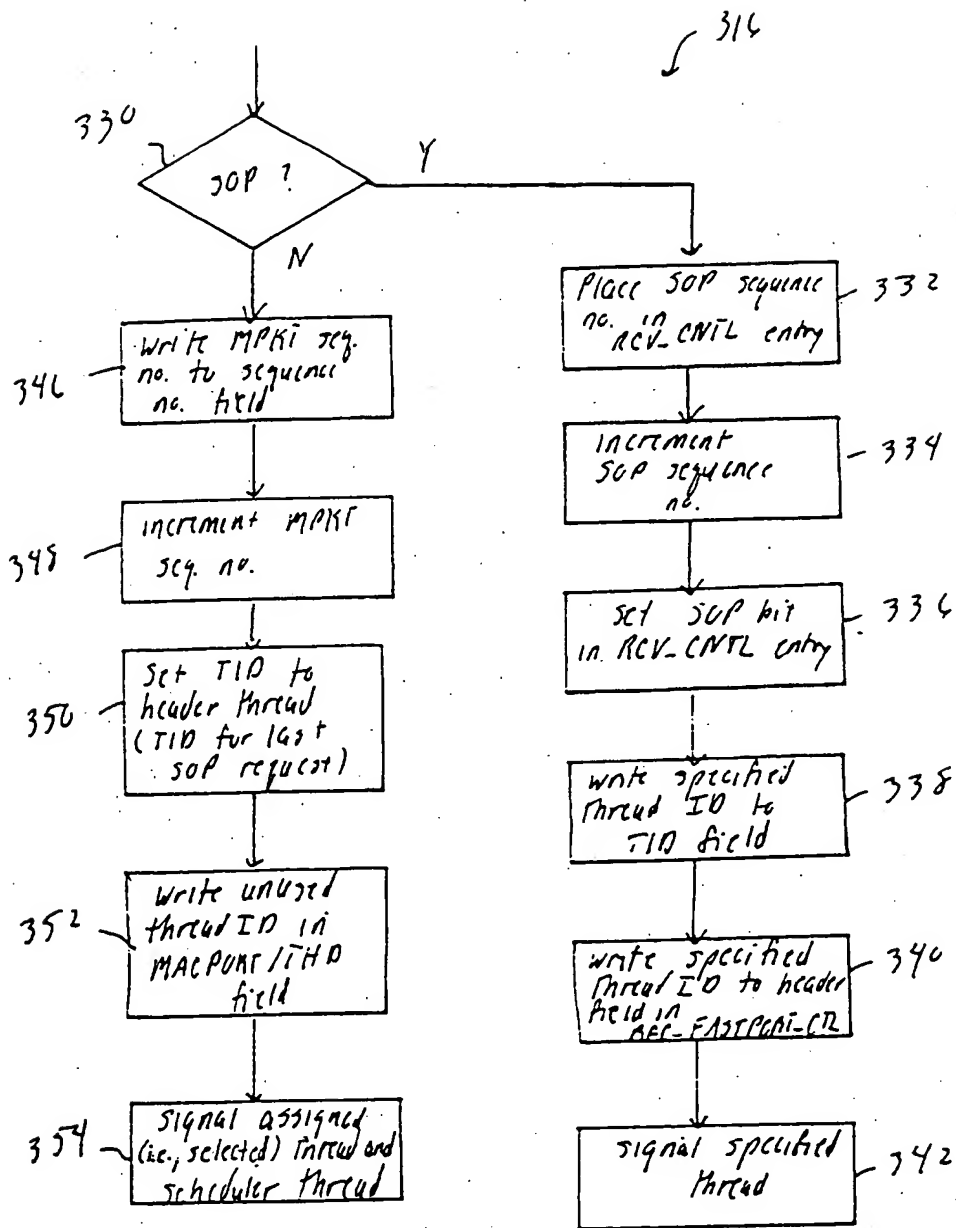 316
330
SOP ?
Y
N
Place SOP sequence
no. in
RCV_CNTL entry
332
346
Write MPKT seq.
no. to sequence
no. field
increment
SOP sequence
no.
334
348
increment MPKT
seq. no.
set SOP bit
in RCV_CNTL entry
336
350
Set TID to
header thread
(TID for last
SOP request)
write specified
thread ID to
TID field
338
352
write unused
thread ID in
MACPORT/THD
field
write specified
thread ID to header
field in
REC_FASTPORT_CTL
340
354
signal assigned
(i.e., selected) thread and
scheduler thread
signal specified
thread
342